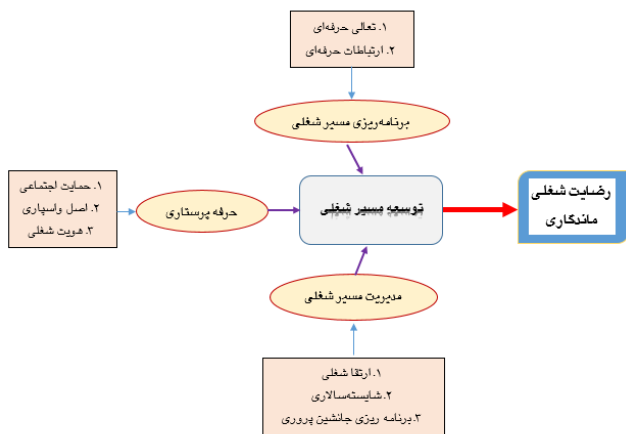 ۱. تعالی حرفه‌ای
۲. ارتباطات حرفه‌ای
برنامه‌ریزی مسیر شغلی
۱. حمایت اجتماعی
۲. اصل واسپاری
۳. هویت شغلی
حرفه پرستاری
توسعه مسیر شغلی
رضایت شغلی
ماندگاری
مدیریت مسیر شغلی
۱. ارتقا شغلی
۲. شایسته‌سالاری
۳. برنامه ریزی جانشین پروری